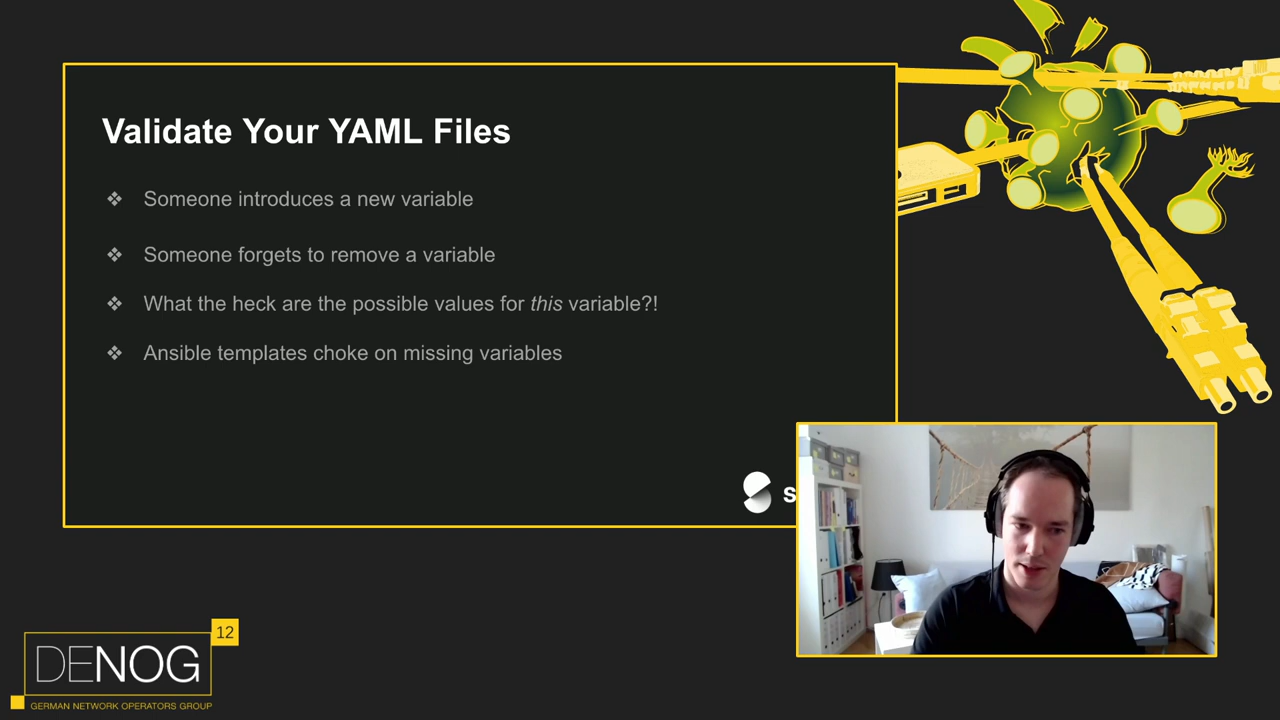 Validate Your YAML Files
❖ Someone introduces a new variable
❖ Someone forgets to remove a variable
❖ What the heck are the possible values for this variable?!
❖ Ansible templates choke on missing variables
S
12
DENOG
GERMAN NETWORK OPERATORS GROUP